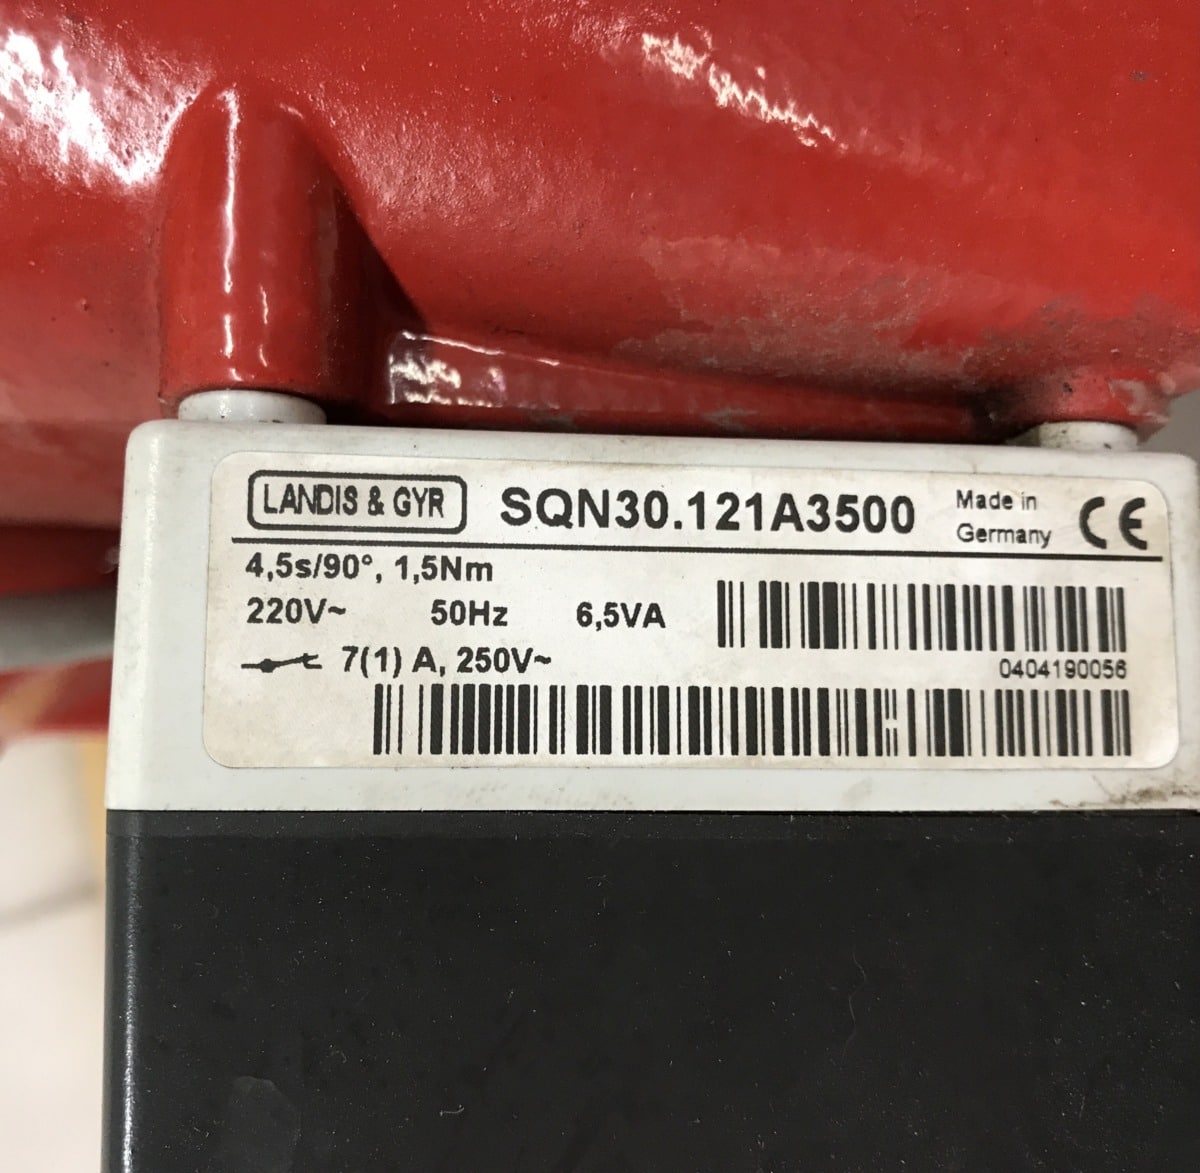 LANDIS & GYR SQN30.121A3500 Made in Germany CE
4,5s/90°, 1,5Nm
220V~ 50Hz 6,5VA
7(1) A, 250V~
0404190056